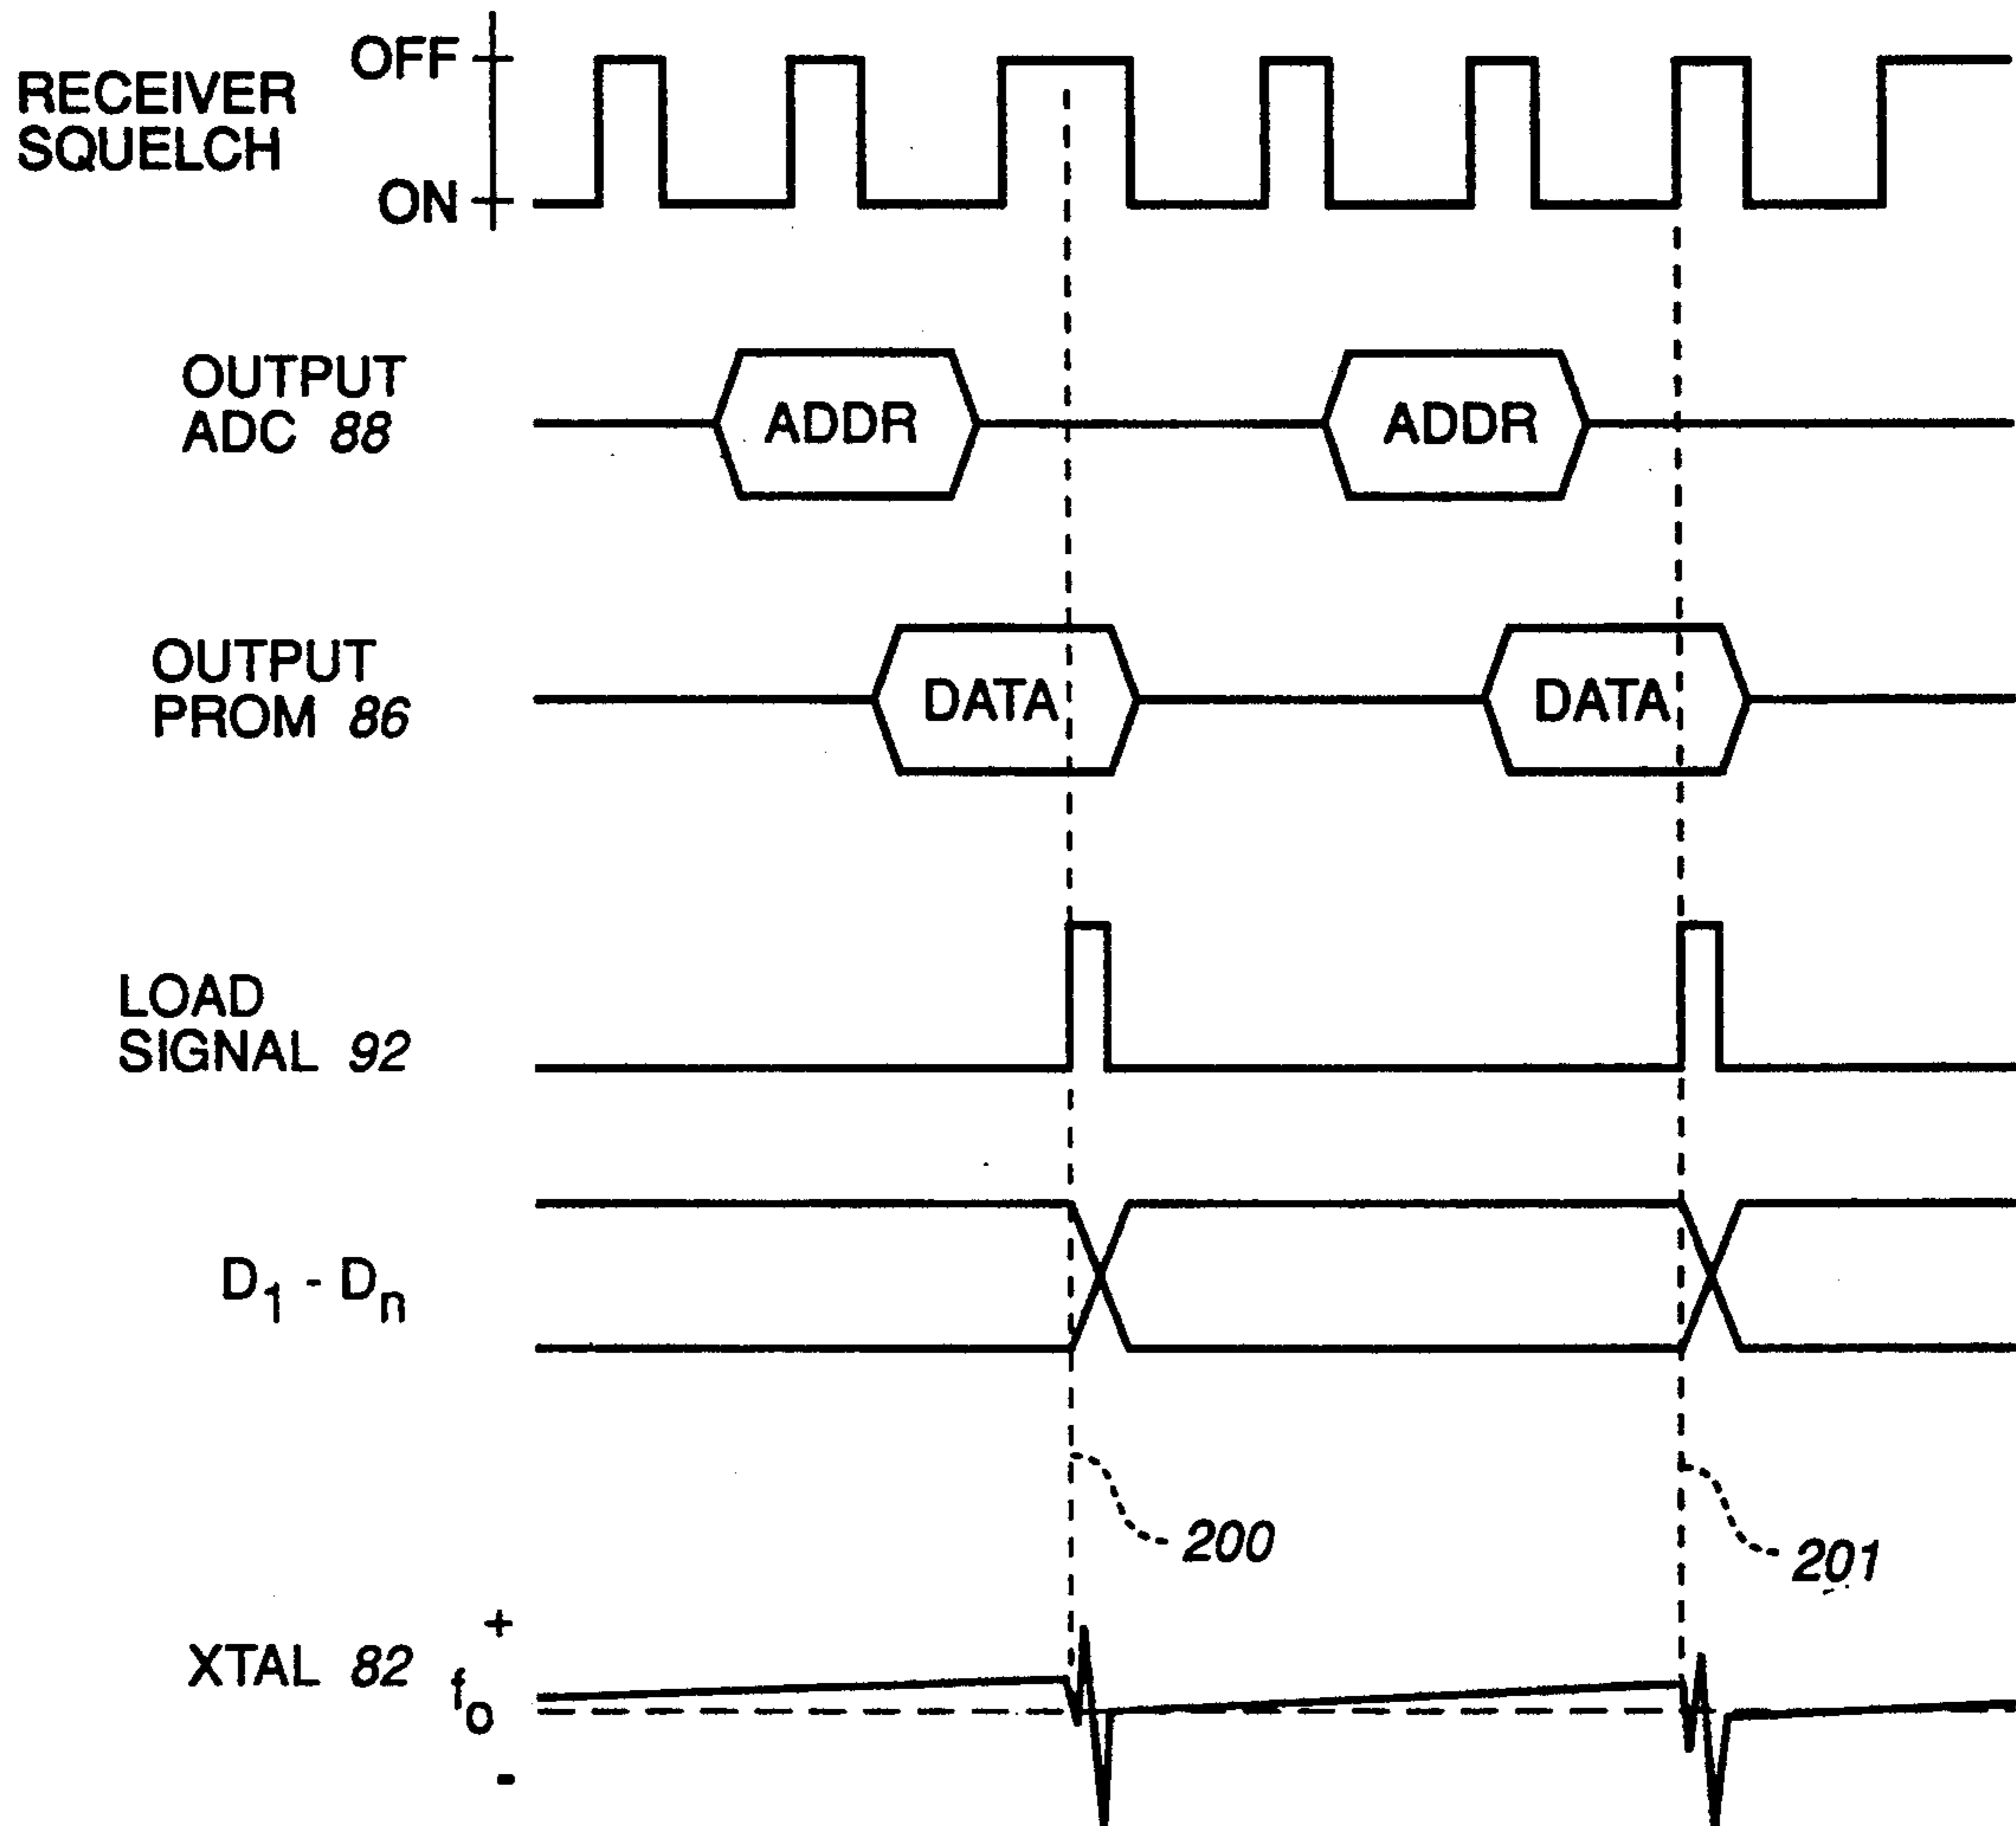 RECEIVER
SQUELCH
OFF
ON
OUTPUT
ADC 88
ADDR
ADDR
OUTPUT
PROM 86
DATA
DATA
LOAD
SIGNAL 92
D1 - Dn
200
201
XTAL 82
+
fo
-